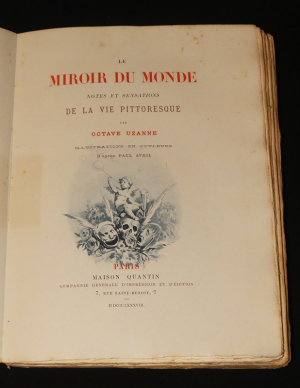 LE
MIROIR DU MONDE
NOTES ET SENSATIONS
DE LA VIE PITTORESQUE
PAR
OCTAVE UZANNE
ILLUSTRATIONS EN COULEURS
D'APRÈS PAUL AVRIL
PARIS
MAISON QUANTIN
COMPAGNIE GÉNÉRALE D'IMPRESSION ET D'ÉDITION
7, RUE SAINT-BENOIT, 7